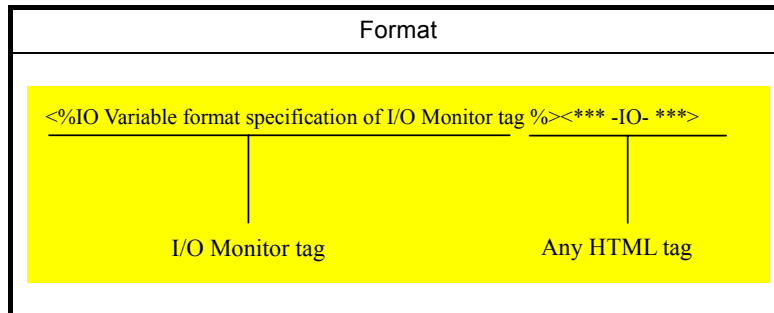 Format
<%IO Variable format specification of I/O Monitor tag %><*** -IO- ***>
I/O Monitor tag
Any HTML tag